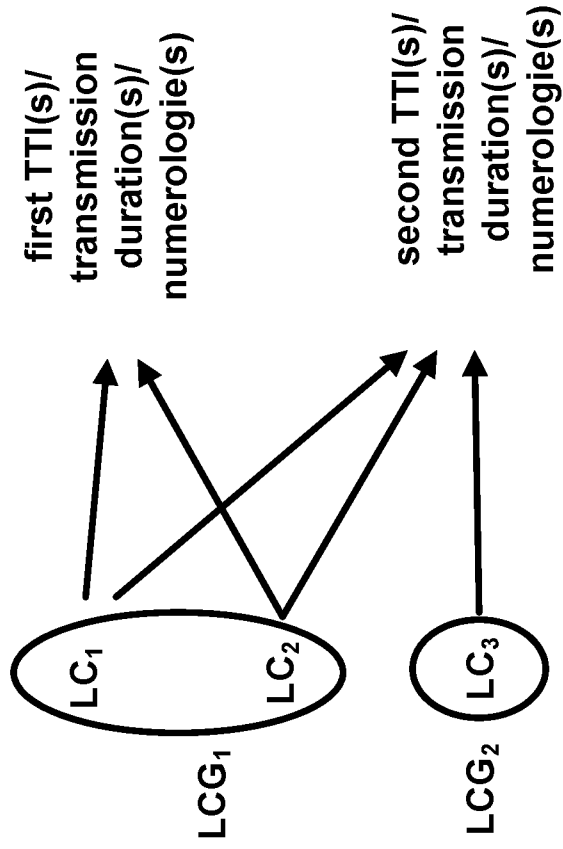 LCG₁
LC₁
LC₂
first TTI(s)/
transmission
duration(s)/
numerologie(s)
LCG₂
LC₃
second TTI(s)/
transmission
duration(s)/
numerologie(s)